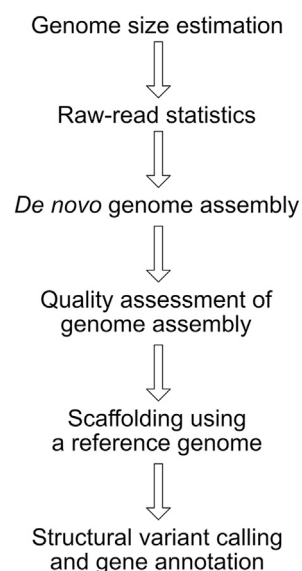 Genome size estimation
Raw-read statistics
De novo genome assembly
Quality assessment of
genome assembly
Scaffolding using
a reference genome
Structural variant calling
and gene annotation